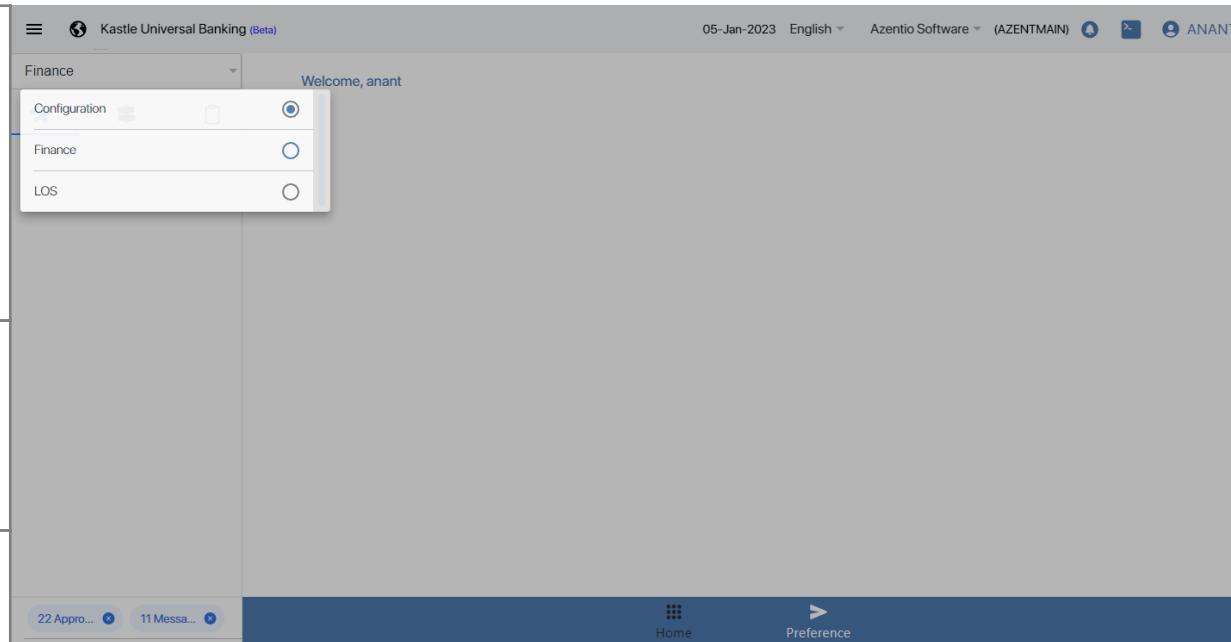 Kastle Universal Banking (Beta) 05-Jan-2023 English Azentio Software (AZENTMAIN) ANANT
Finance
Welcome, anant
Configuration
Finance
LOS
22 Appro... 11 Messa...
Home Preference